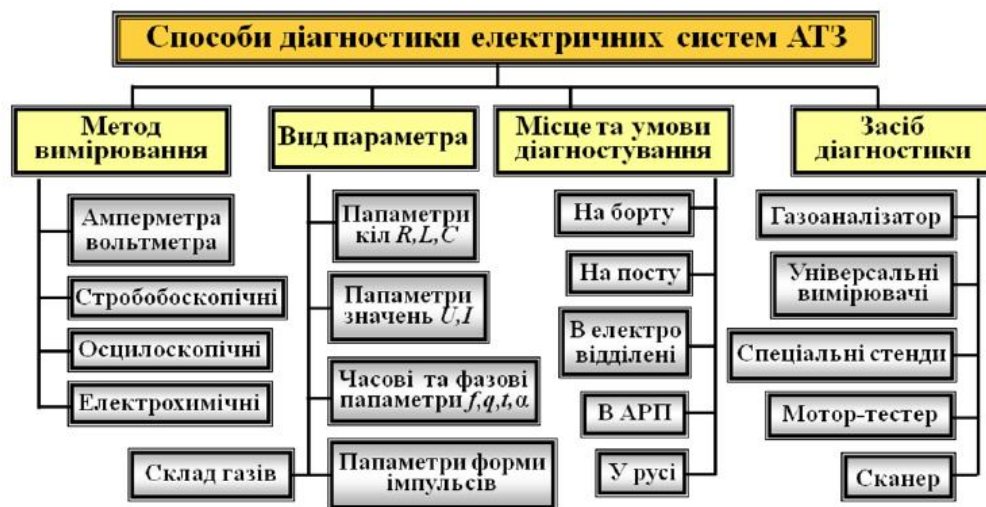 Способи діагностики електричних систем АТЗ
Метод
вимірювання
Амперметра
вольтметра
Стробобоскопічні
Осцилоскопічні
Електрохимічні
Вид параметра
Папаметри
кіл R,L,C
Папаметри
значень U,I
Часові та фазові
папаметри f,q,t,α
Склад газів
Папаметри форми
імпульсів
Місце та умови
діагностування
На борту
На посту
В електро
відділені
В АРП
У русі
Засіб
діагностики
Газоаналізатор
Універсальні
вимірювачі
Спеціальні стенди
Мотор-тестер
Сканер